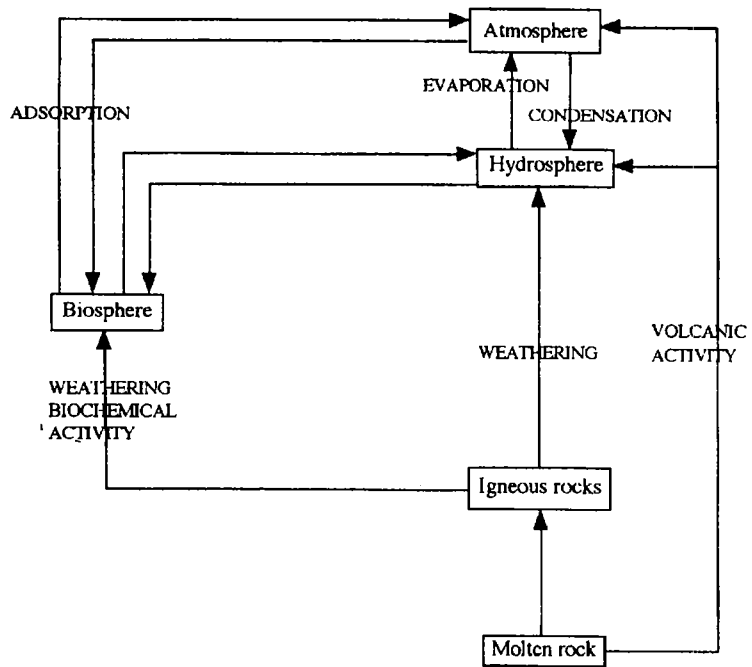 Atmosphere
EVAPORATION
ADSORPTION
CONDENSATION
Hydrosphere
Biosphere
VOLCANIC
ACTIVITY
WEATHERING
WEATHERING
BIOCHEMICAL
ACTIVITY
Igneous rocks
Molten rock